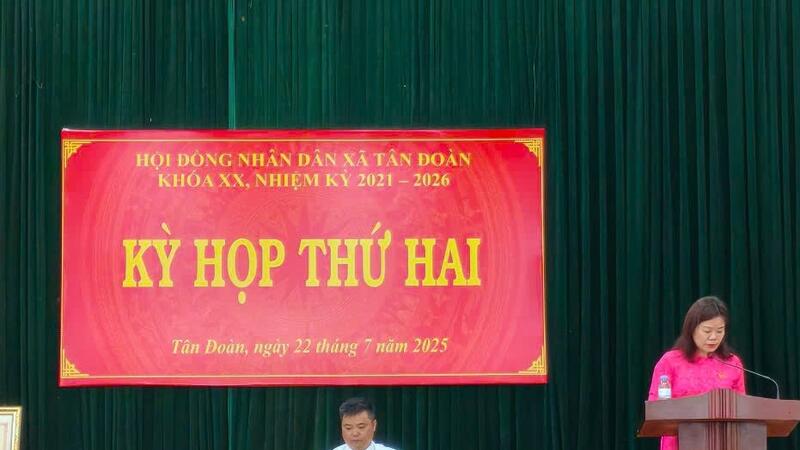 HỘI ĐỒNG NHÂN DÂN XÃ TÂN ĐOÀN
KHÓA XX, NHIỆM KỲ 2021 – 2026
KỲ HỌP THỨ HAI
Tân Đoàn, ngày 22 tháng 7 năm 2025